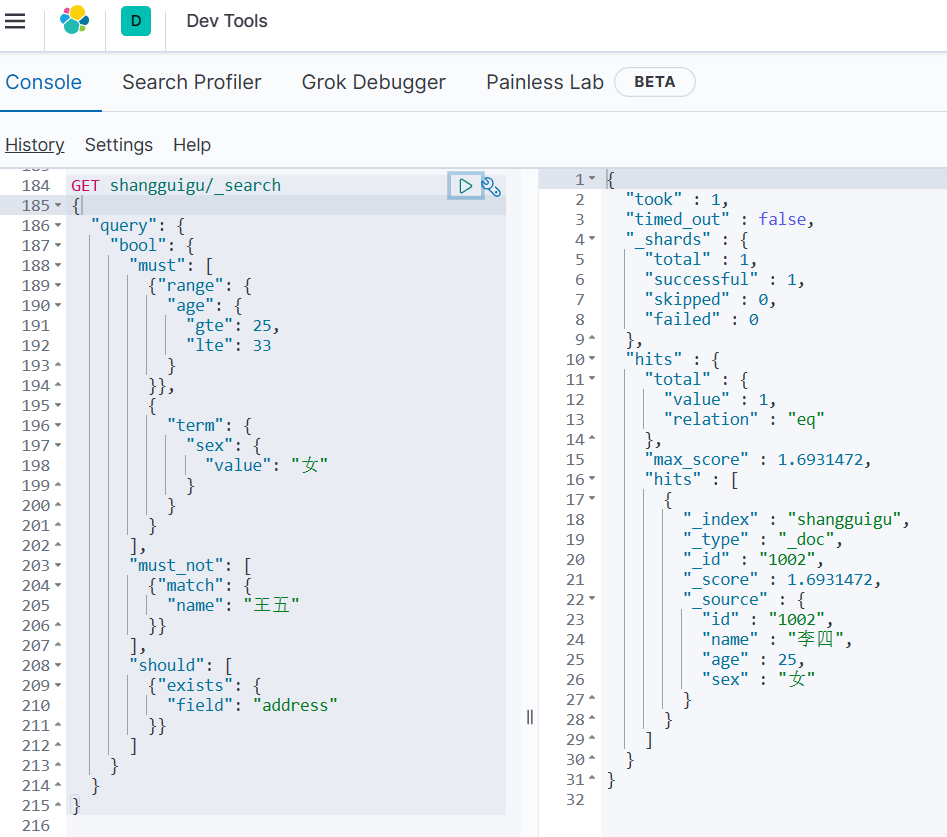 D Dev Tools
Console Search Profiler Grok Debugger Painless Lab BETA
History Settings Help
184 GET shangguigu/_search
185 {
186 "query": {
187 "bool": {
188 "must": [
189 {"range": {
190 "age": {
191 "gte": 25,
192 "lte": 33
193 }
194 }},
195 {
196 "term": {
197 "sex": {
198 "value": "女"
199 }
200 }
201 }
202 ],
203 "must_not": [
204 {"match": {
205 "name": "王五"
206 }}
207 ],
208 "should": [
209 {"exists": {
210 "field": "address"
211 }}
212 ]
213 }
214 }
215 }
216
1 {
2 "took" : 1,
3 "timed_out" : false,
4 "_shards" : {
5 "total" : 1,
6 "successful" : 1,
7 "skipped" : 0,
8 "failed" : 0
9 },
10 "hits" : {
11 "total" : {
12 "value" : 1,
13 "relation" : "eq"
14 },
15 "max_score" : 1.6931472,
16 "hits" : [
17 {
18 "_index" : "shangguigu",
19 "_type" : "_doc",
20 "_id" : "1002",
21 "_score" : 1.6931472,
22 "_source" : {
23 "id" : "1002",
24 "name" : "李四",
25 "age" : 25,
26 "sex" : "女"
27 }
28 }
29 ]
30 }
31 }
32